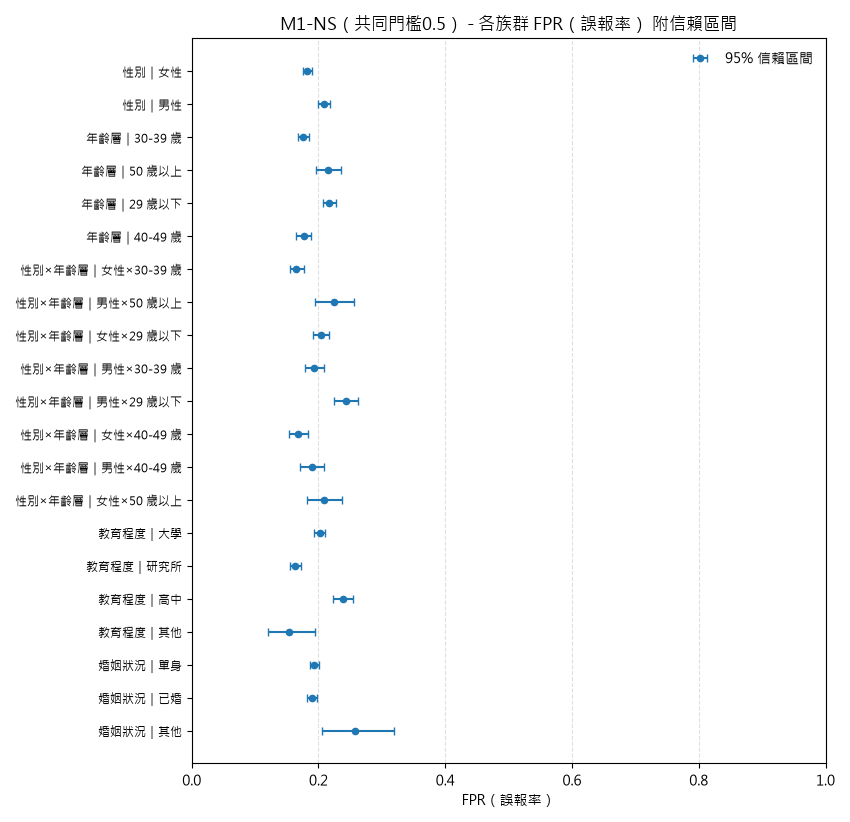 M1-NS（共同門檻0.5） - 各族群 FPR（誤報率） 附信賴區間
95% 信賴區間
性別｜女性
性別｜男性
年齡層｜30-39 歲
年齡層｜50 歲以上
年齡層｜29 歲以下
年齡層｜40-49 歲
性別×年齡層｜女性×30-39 歲
性別×年齡層｜男性×50 歲以上
性別×年齡層｜女性×29 歲以下
性別×年齡層｜男性×30-39 歲
性別×年齡層｜男性×29 歲以下
性別×年齡層｜女性×40-49 歲
性別×年齡層｜男性×40-49 歲
性別×年齡層｜女性×50 歲以上
教育程度｜大學
教育程度｜研究所
教育程度｜高中
教育程度｜其他
婚姻狀況｜單身
婚姻狀況｜已婚
婚姻狀況｜其他
0.0 0.2 0.4 0.6 0.8 1.0
FPR（誤報率）